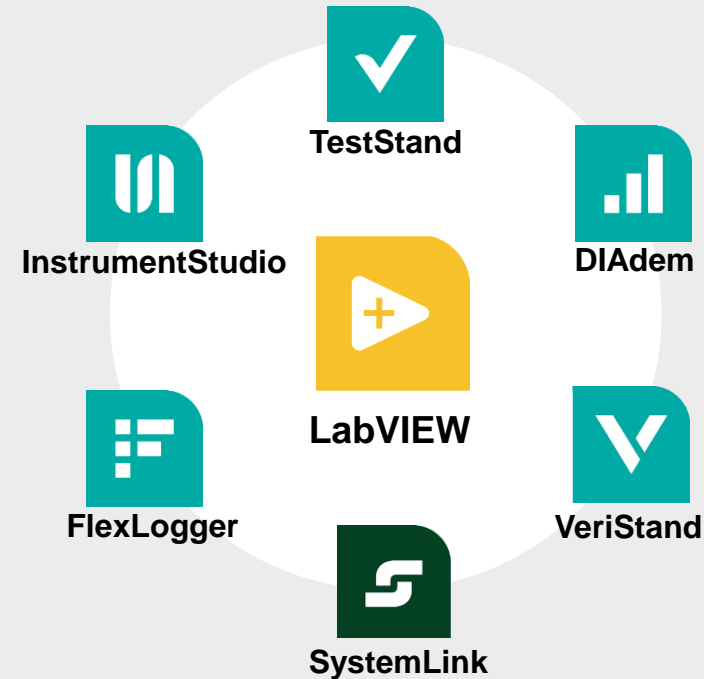 TestStand
InstrumentStudio
DIAdem
LabVIEW
FlexLogger
VeriStand
SystemLink